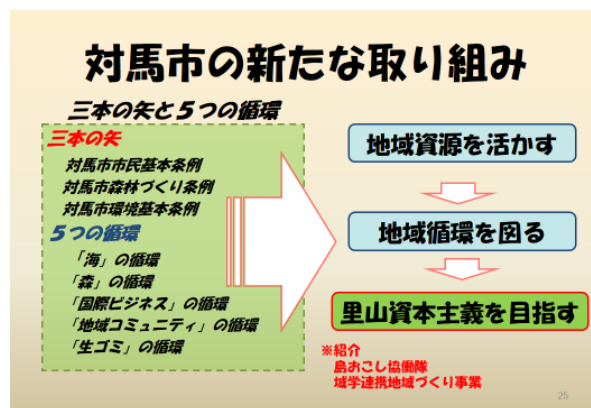 対馬市の新たな取り組み
三本の矢と５つの循環
三本の矢
対馬市市民基本条例
対馬市森林づくり条例
対馬市環境基本条例
５つの循環
「海」の循環
「森」の循環
「国際ビジネス」の循環
「地域コミュニティ」の循環
「生ゴミ」の循環
地域資源を活かす
地域循環を図る
里山資本主義を目指す
※紹介
島おこし協働隊
域学連携地域づくり事業
25